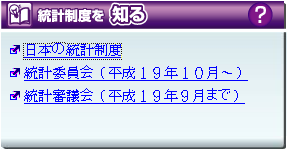 統計制度を 知る ?
日本の統計制度
統計委員会（平成１９年１０月～）
統計審議会（平成１９年９月まで）